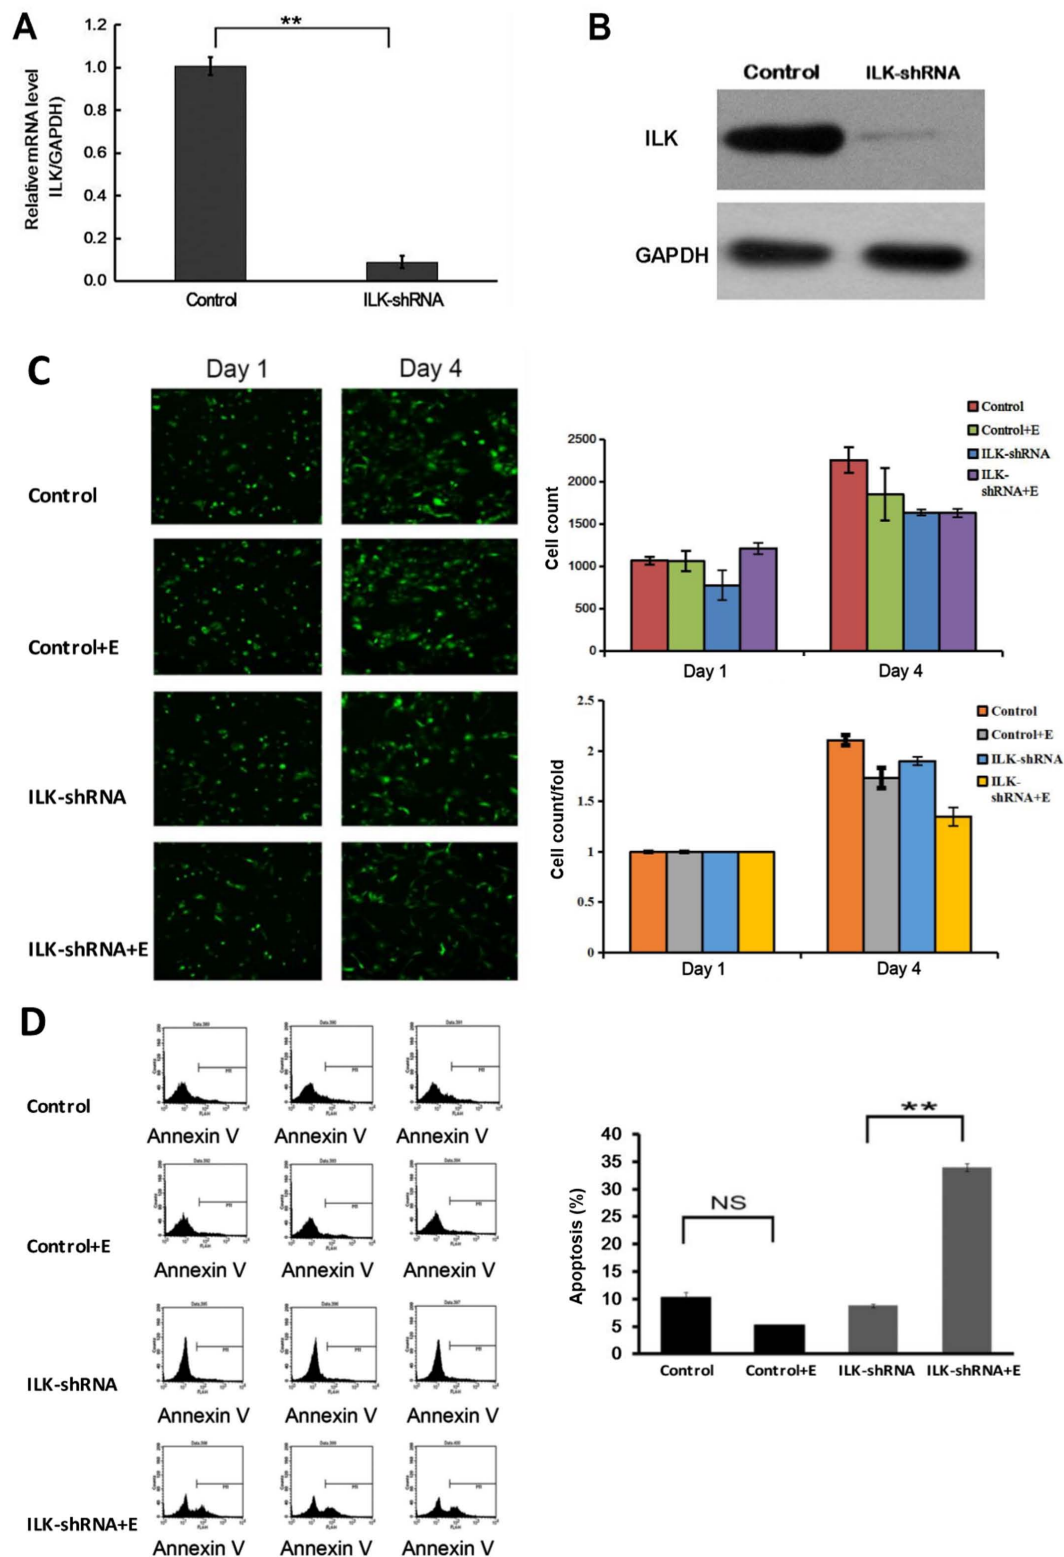 A
Relative mRNA level
ILK/GAPDH)
1.2
1.0
0.8
0.6
0.4
0.2
0.0
**
Control
ILK-shRNA
B
Control
ILK-shRNA
ILK
GAPDH
C
Day 1
Day 4
Control
Control+E
ILK-shRNA
ILK-shRNA+E
Cell count
2500
2000
1500
1000
500
0
Day 1
Day 4
Control
Control+E
ILK-shRNA
ILK-
shRNA+E
Cell count/fold
2.5
2
1.5
1
0.5
0
Day 1
Day 4
Control
Control+E
ILK-shRNA
ILK-
shRNA+E
D
Control
Annexin V
Annexin V
Annexin V
Control+E
Annexin V
Annexin V
Annexin V
ILK-shRNA
Annexin V
Annexin V
Annexin V
ILK-shRNA+E
Annexin V
Annexin V
Annexin V
Apoptosis (%)
40
35
30
25
20
15
10
5
0
NS
**
Control
Control+E
ILK-shRNA
ILK-shRNA+E